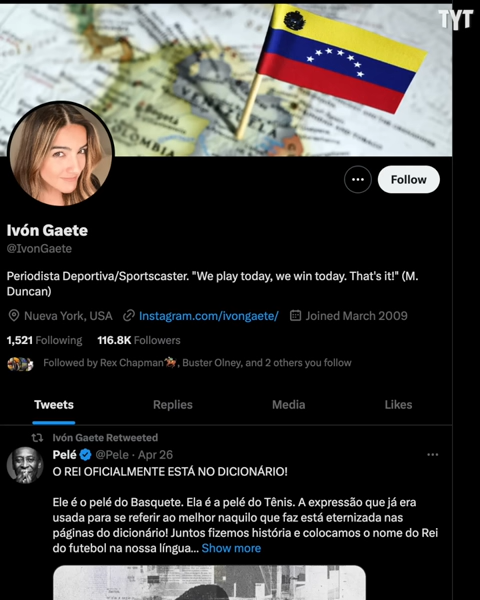 TYT
VENEZUELA
Bogotá
COLOMBIA
Follow
Ivón Gaete
@IvonGaete
Periodista Deportiva/Sportscaster. "We play today, we win today. That's it!" (M.
Duncan)
Nueva York, USA Instagram.com/ivongaete/ Joined March 2009
1,521 Following 116.8K Followers
Followed by Rex Chapman🏇, Buster Olney, and 2 others you follow
Tweets Replies Media Likes
Ivón Gaete Retweeted
Pelé @Pele · Apr 26
O REI OFICIALMENTE ESTÁ NO DICIONÁRIO!
Ele é o pelé do Basquete. Ela é a pelé do Tênis. A expressão que já era
usada para se referir ao melhor naquilo que faz está eternizada nas
páginas do dicionário! Juntos fizemos história e colocamos o nome do Rei
do futebol na nossa língua... Show more